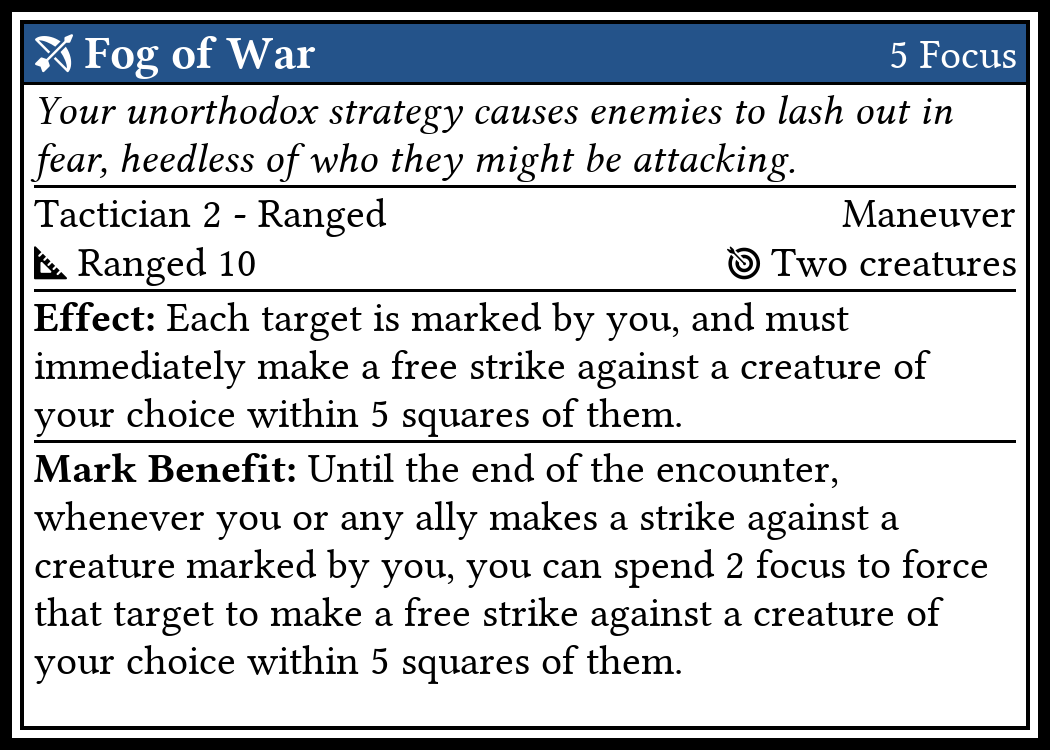 Fog of War 5 Focus
Your unorthodox strategy causes enemies to lash out in
fear, heedless of who they might be attacking.
Tactician 2 - Ranged Maneuver
Ranged 10 Two creatures
Effect: Each target is marked by you, and must
immediately make a free strike against a creature of
your choice within 5 squares of them.
Mark Benefit: Until the end of the encounter,
whenever you or any ally makes a strike against a
creature marked by you, you can spend 2 focus to force
that target to make a free strike against a creature of
your choice within 5 squares of them.